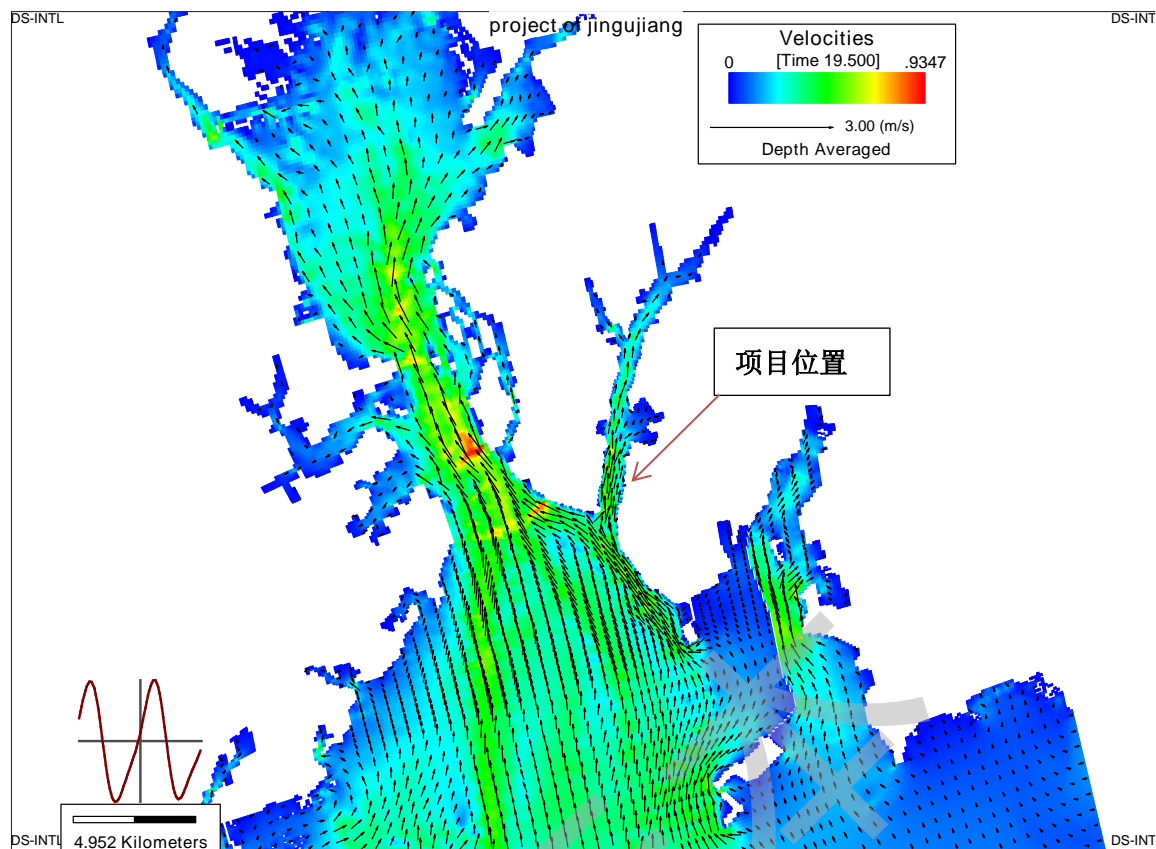 DS-INTL
project of jingujiang
DS-INT
Velocities
0 [Time 19.500] .9347
3.00 (m/s)
Depth Averaged
项目位置
4.952 Kilometers
DS-INTL
DS-INT